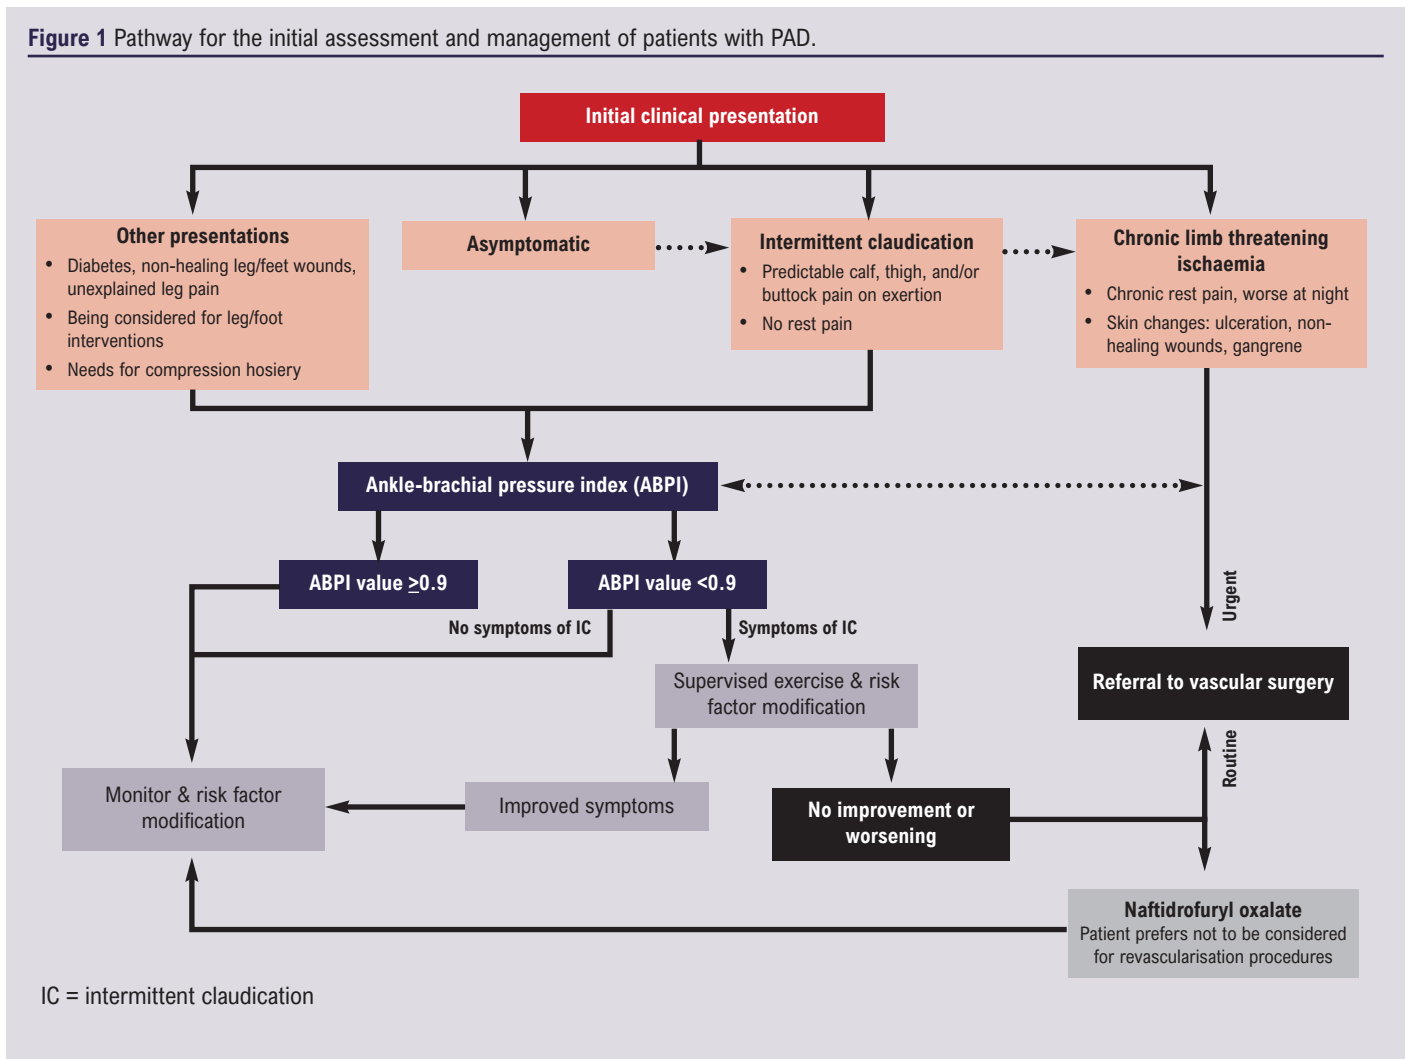 Figure 1 Pathway for the initial assessment and management of patients with PAD.
Initial clinical presentation
Other presentations
• Diabetes, non-healing leg/feet wounds,
unexplained leg pain
• Being considered for leg/foot
interventions
• Needs for compression hosiery
Asymptomatic
Intermittent claudication
• Predictable calf, thigh, and/or
buttock pain on exertion
• No rest pain
Chronic limb threatening
ischaemia
• Chronic rest pain, worse at night
• Skin changes: ulceration, non-
healing wounds, gangrene
Ankle-brachial pressure index (ABPI)
ABPI value ≥0.9
ABPI value <0.9
No symptoms of IC
Symptoms of IC
Urgent
Supervised exercise & risk
factor modification
Referral to vascular surgery
Routine
Monitor & risk factor
modification
Improved symptoms
No improvement or
worsening
Naftidrofuryl oxalate
Patient prefers not to be considered
for revascularisation procedures
IC = intermittent claudication